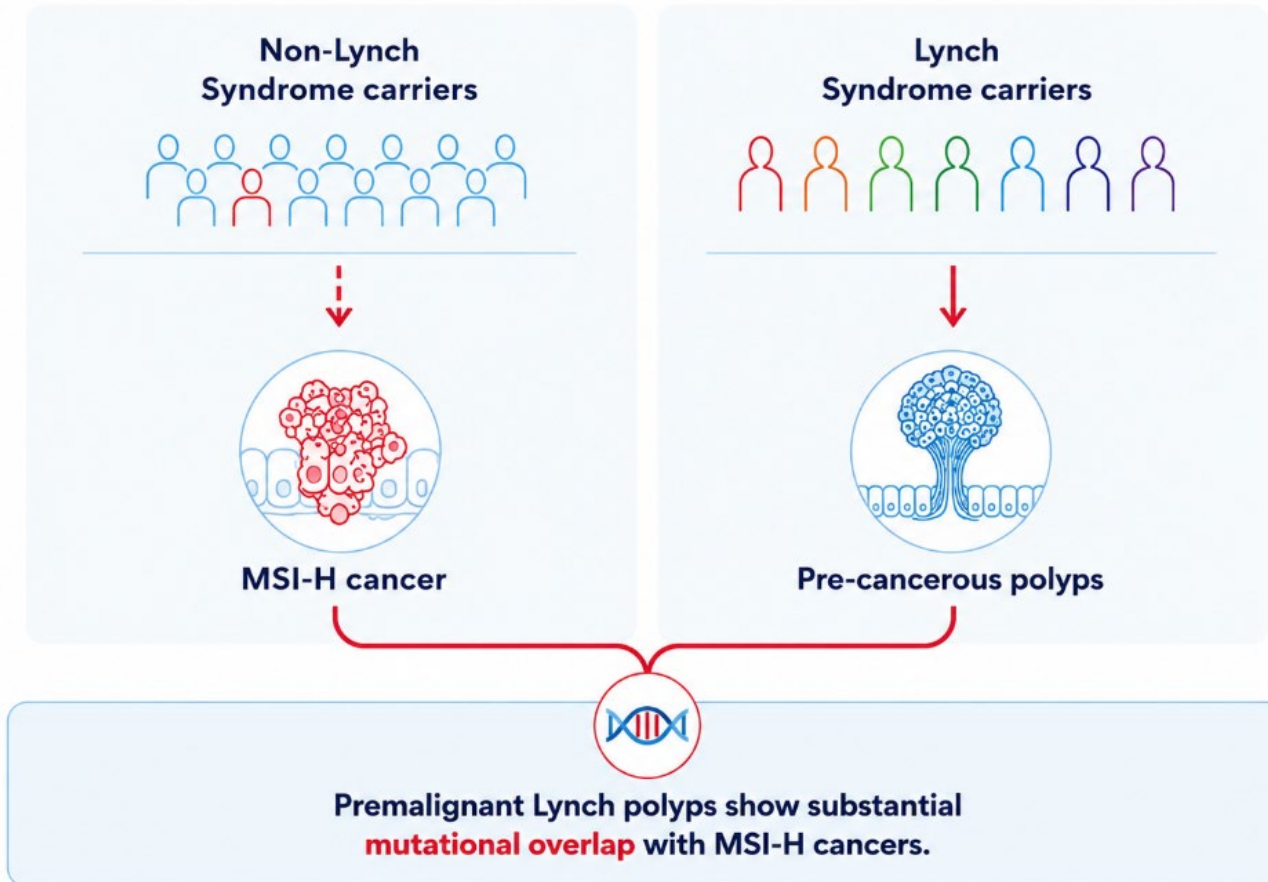 Non-Lynch
Syndrome carriers
Lynch
Syndrome carriers
MSI-H cancer
Pre-cancerous polyps
Premalignant Lynch polyps show substantial
mutational overlap with MSI-H cancers.